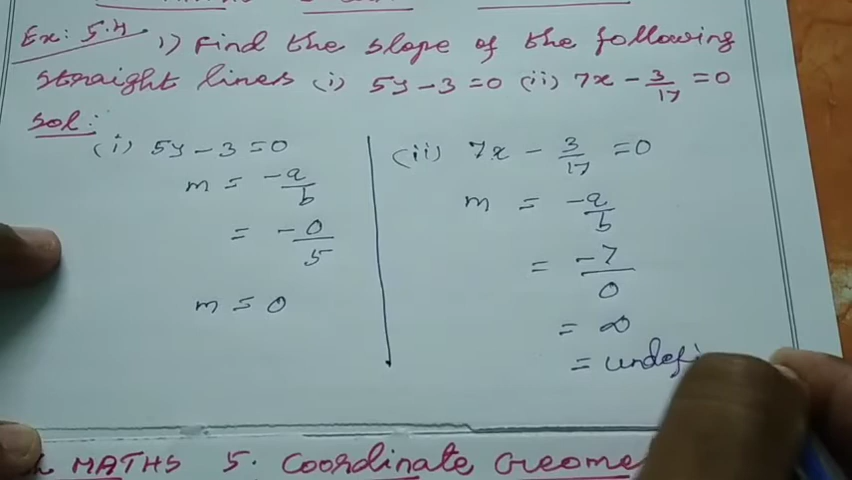 Ex: 5.4 1) Find the slope of the following
straight lines (i) 5y - 3 = 0 (ii) 7x - 3/17 = 0
sol:
(i) 5y - 3 = 0
m = -a/b
= -0/5
m = 0
(ii) 7x - 3/17 = 0
m = -a/b
= -7/0
= ∞
= undefi
MATHS 5. Coordinate Geome